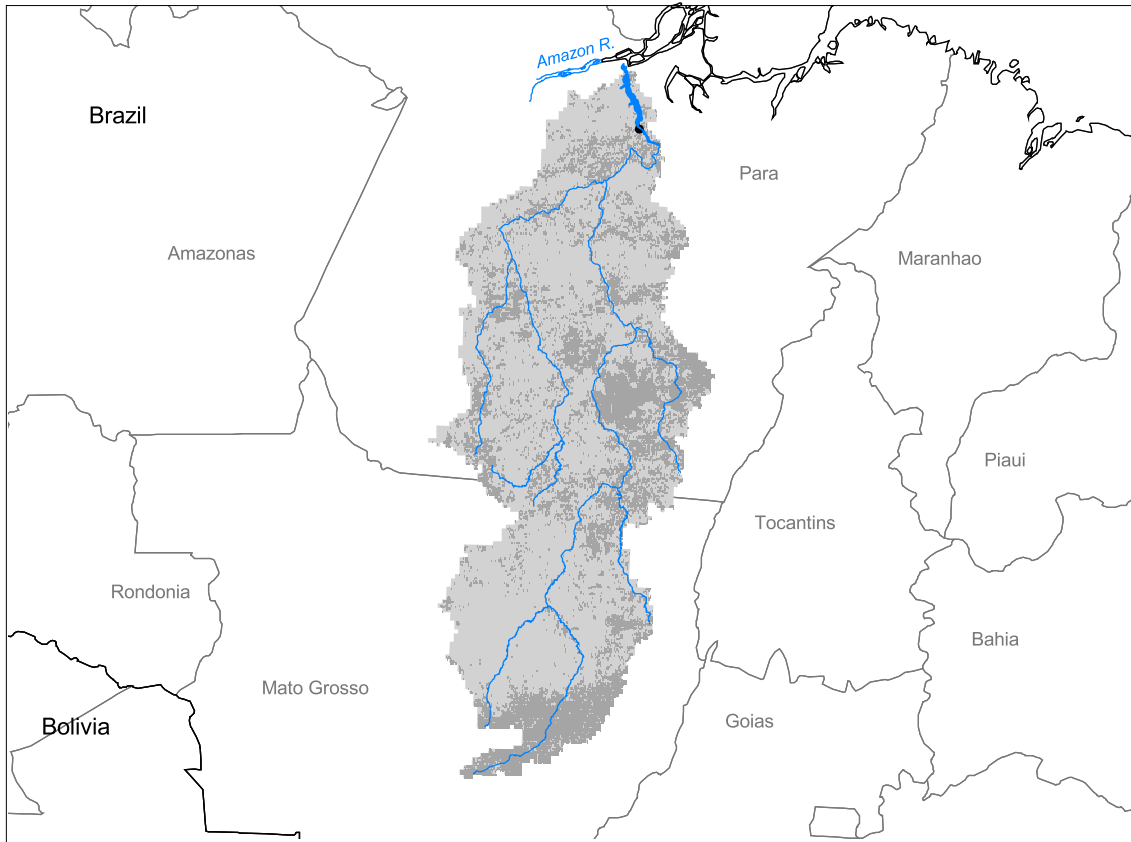 Amazon R.
Brazil
Para
Amazonas
Maranhao
Piaui
Tocantins
Rondonia
Bahia
Mato Grosso
Goias
Bolivia